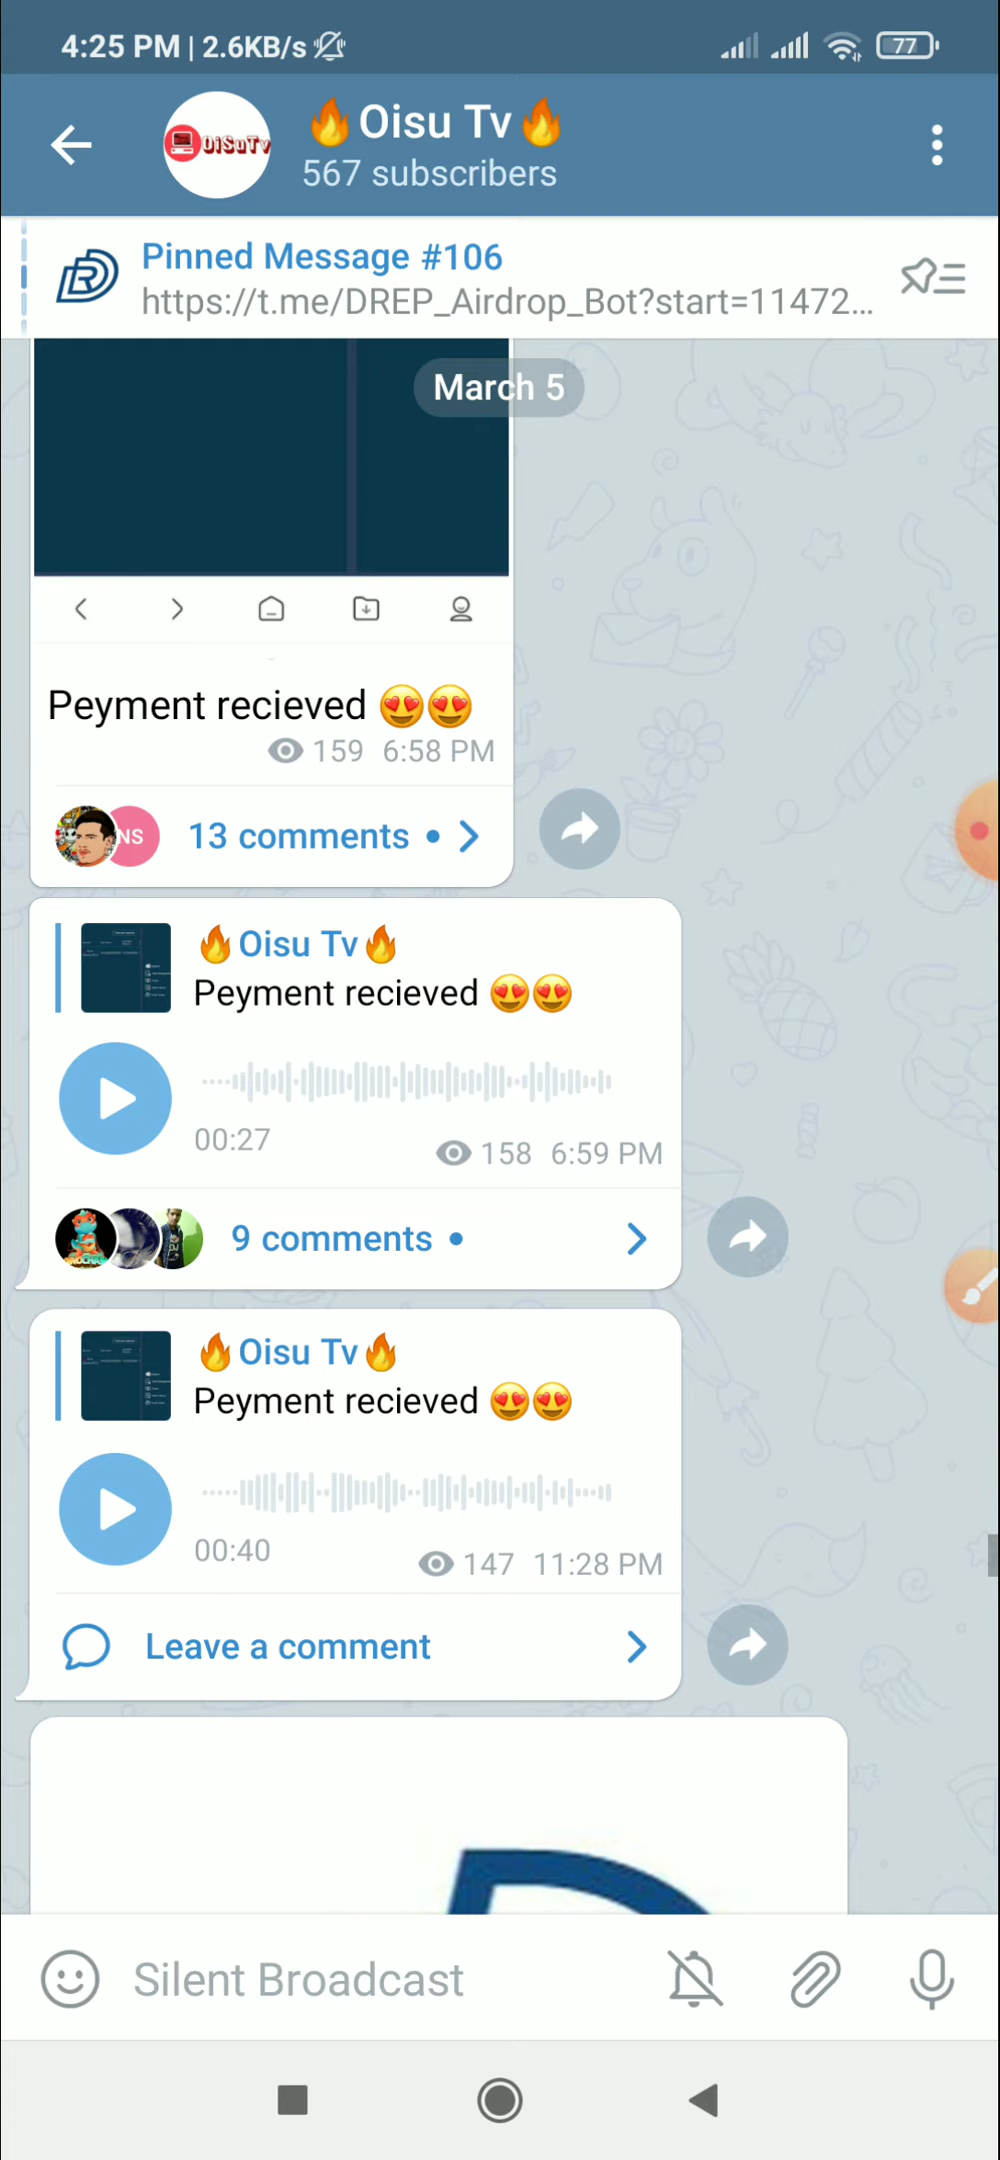 4:25 PM | 2.6KB/s
77
OiSuTv
🔥Oisu Tv🔥
567 subscribers
Pinned Message #106
https://t.me/DREP_Airdrop_Bot?start=11472...
March 5
Peyment recieved 😍😍
159 6:58 PM
NS
13 comments
🔥Oisu Tv🔥
Peyment recieved 😍😍
00:27
158 6:59 PM
9 comments
🔥Oisu Tv🔥
Peyment recieved 😍😍
00:40
147 11:28 PM
Leave a comment
Silent Broadcast